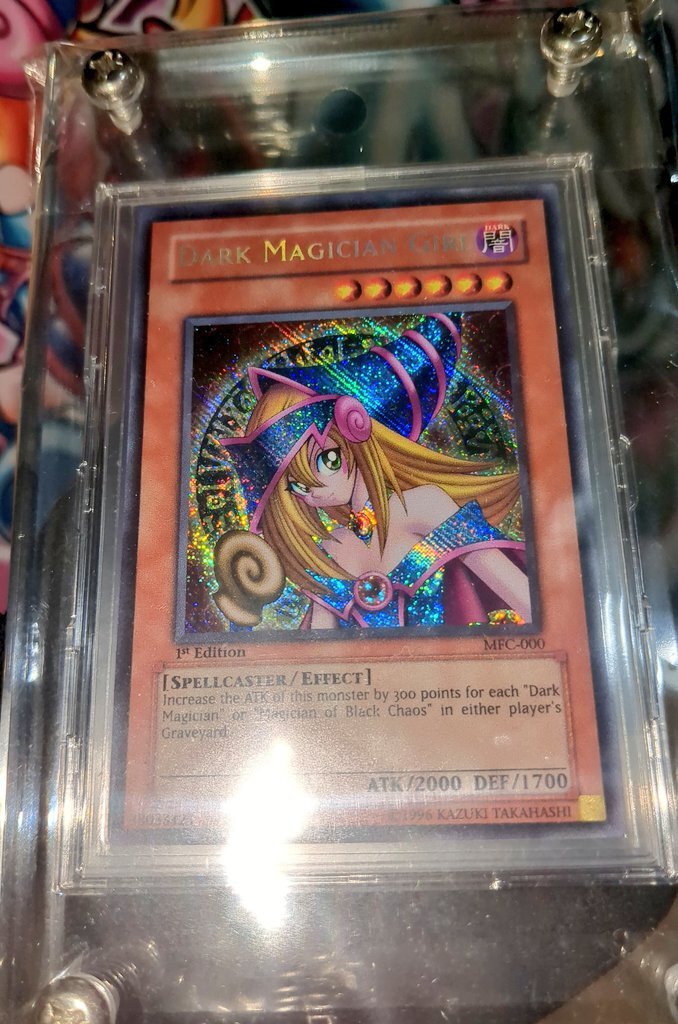 DARK MAGICIAN GIRL
DARK
闇
1st Edition
MFC-000
[SPELLCASTER/EFFECT]
Increase the ATK of this monster by 300 points for each "Dark
Magician" or "Magician of Black Chaos" in either player's
Graveyard.
ATK/2000 DEF/1700
©1996 KAZUKI TAKAHASHI